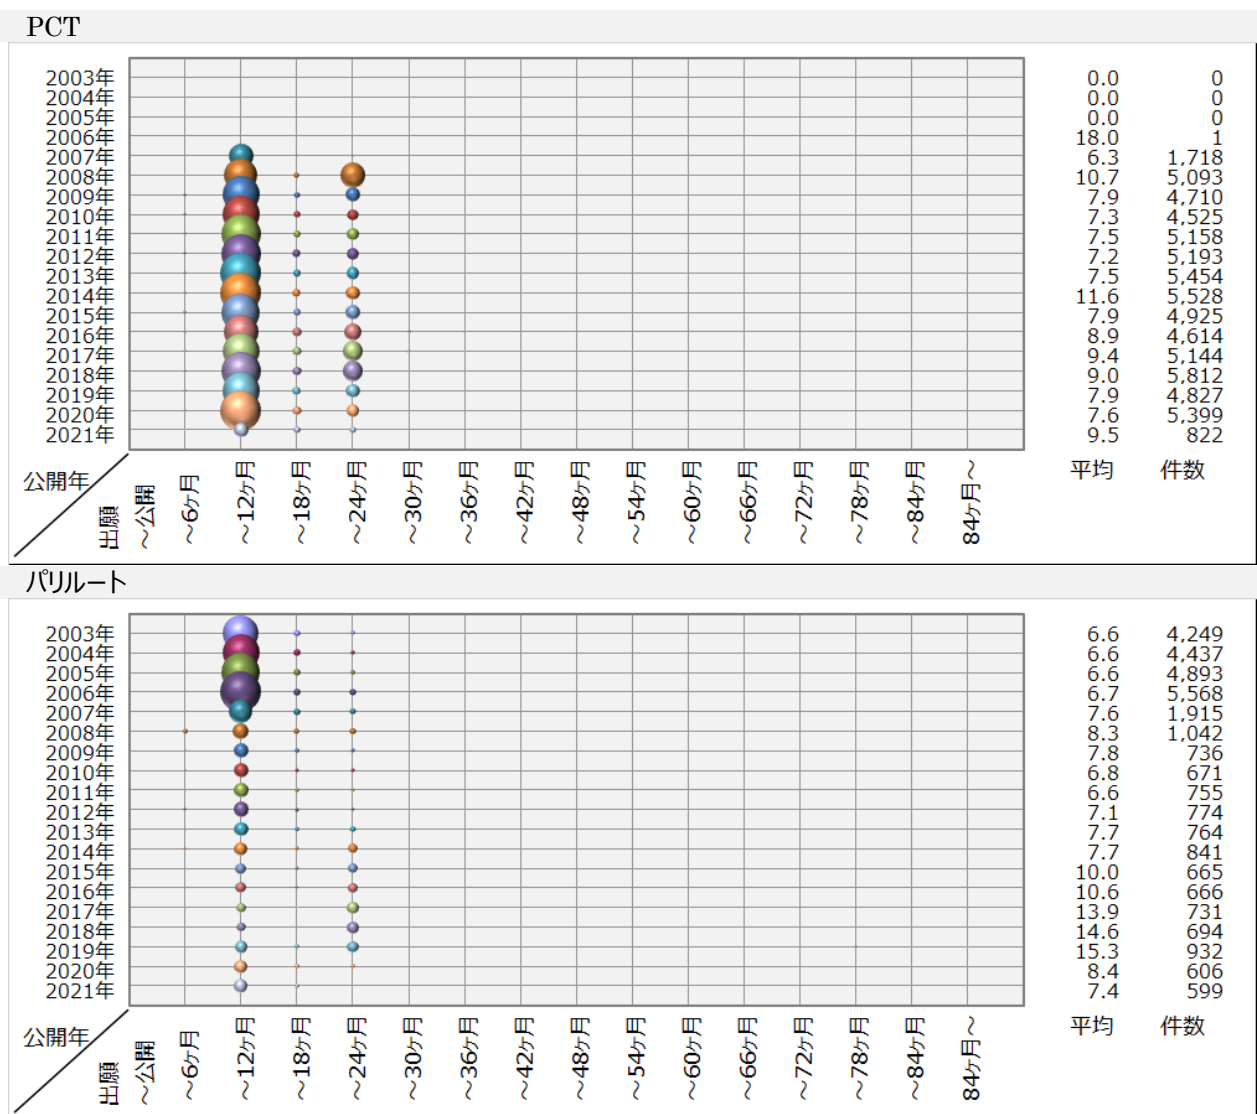 PCT
2003年 0.0 0
2004年 0.0 0
2005年 0.0 0
2006年 18.0 1
2007年 6.3 1,718
2008年 10.7 5,093
2009年 7.9 4,710
2010年 7.3 4,525
2011年 7.5 5,158
2012年 7.2 5,193
2013年 7.5 5,454
2014年 11.6 5,528
2015年 7.9 4,925
2016年 8.9 4,614
2017年 9.4 5,144
2018年 9.0 5,812
2019年 7.9 4,827
2020年 7.6 5,399
2021年 9.5 822
公開年 出願 ～公開 ～6ヶ月 ～12ヶ月 ～18ヶ月 ～24ヶ月 ～30ヶ月 ～36ヶ月 ～42ヶ月 ～48ヶ月 ～54ヶ月 ～60ヶ月 ～66ヶ月 ～72ヶ月 ～78ヶ月 ～84ヶ月 84ヶ月～ 平均 件数
パリルート
2003年 6.6 4,249
2004年 6.6 4,437
2005年 6.6 4,893
2006年 6.7 5,568
2007年 7.6 1,915
2008年 8.3 1,042
2009年 7.8 736
2010年 6.8 671
2011年 6.6 755
2012年 7.1 774
2013年 7.7 764
2014年 7.7 841
2015年 10.0 665
2016年 10.6 666
2017年 13.9 731
2018年 14.6 694
2019年 15.3 932
2020年 8.4 606
2021年 7.4 599
公開年 出願 ～公開 ～6ヶ月 ～12ヶ月 ～18ヶ月 ～24ヶ月 ～30ヶ月 ～36ヶ月 ～42ヶ月 ～48ヶ月 ～54ヶ月 ～60ヶ月 ～66ヶ月 ～72ヶ月 ～78ヶ月 ～84ヶ月 84ヶ月～ 平均 件数